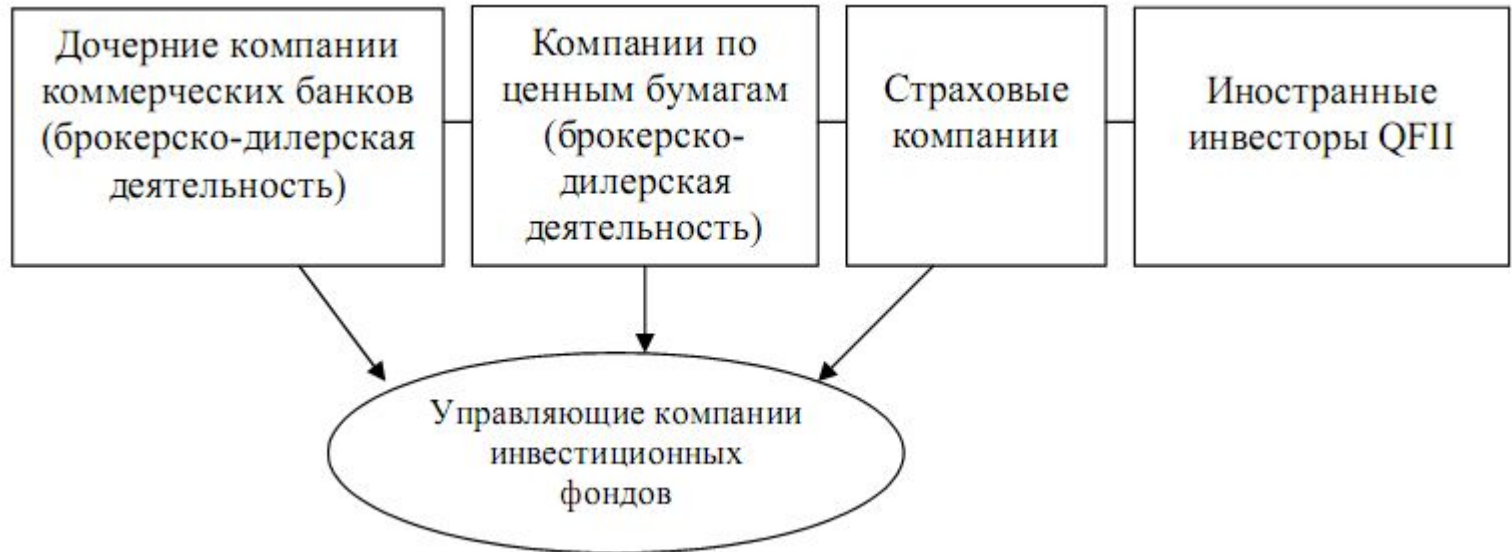 Дочерние компании
коммерческих банков
(брокерско-дилерская
деятельность)
Компании по
ценным бумагам
(брокерско-
дилерская
деятельность)
Страховые
компании
Иностранные
инвесторы QFII
Управляющие компании
инвестиционных
фондов